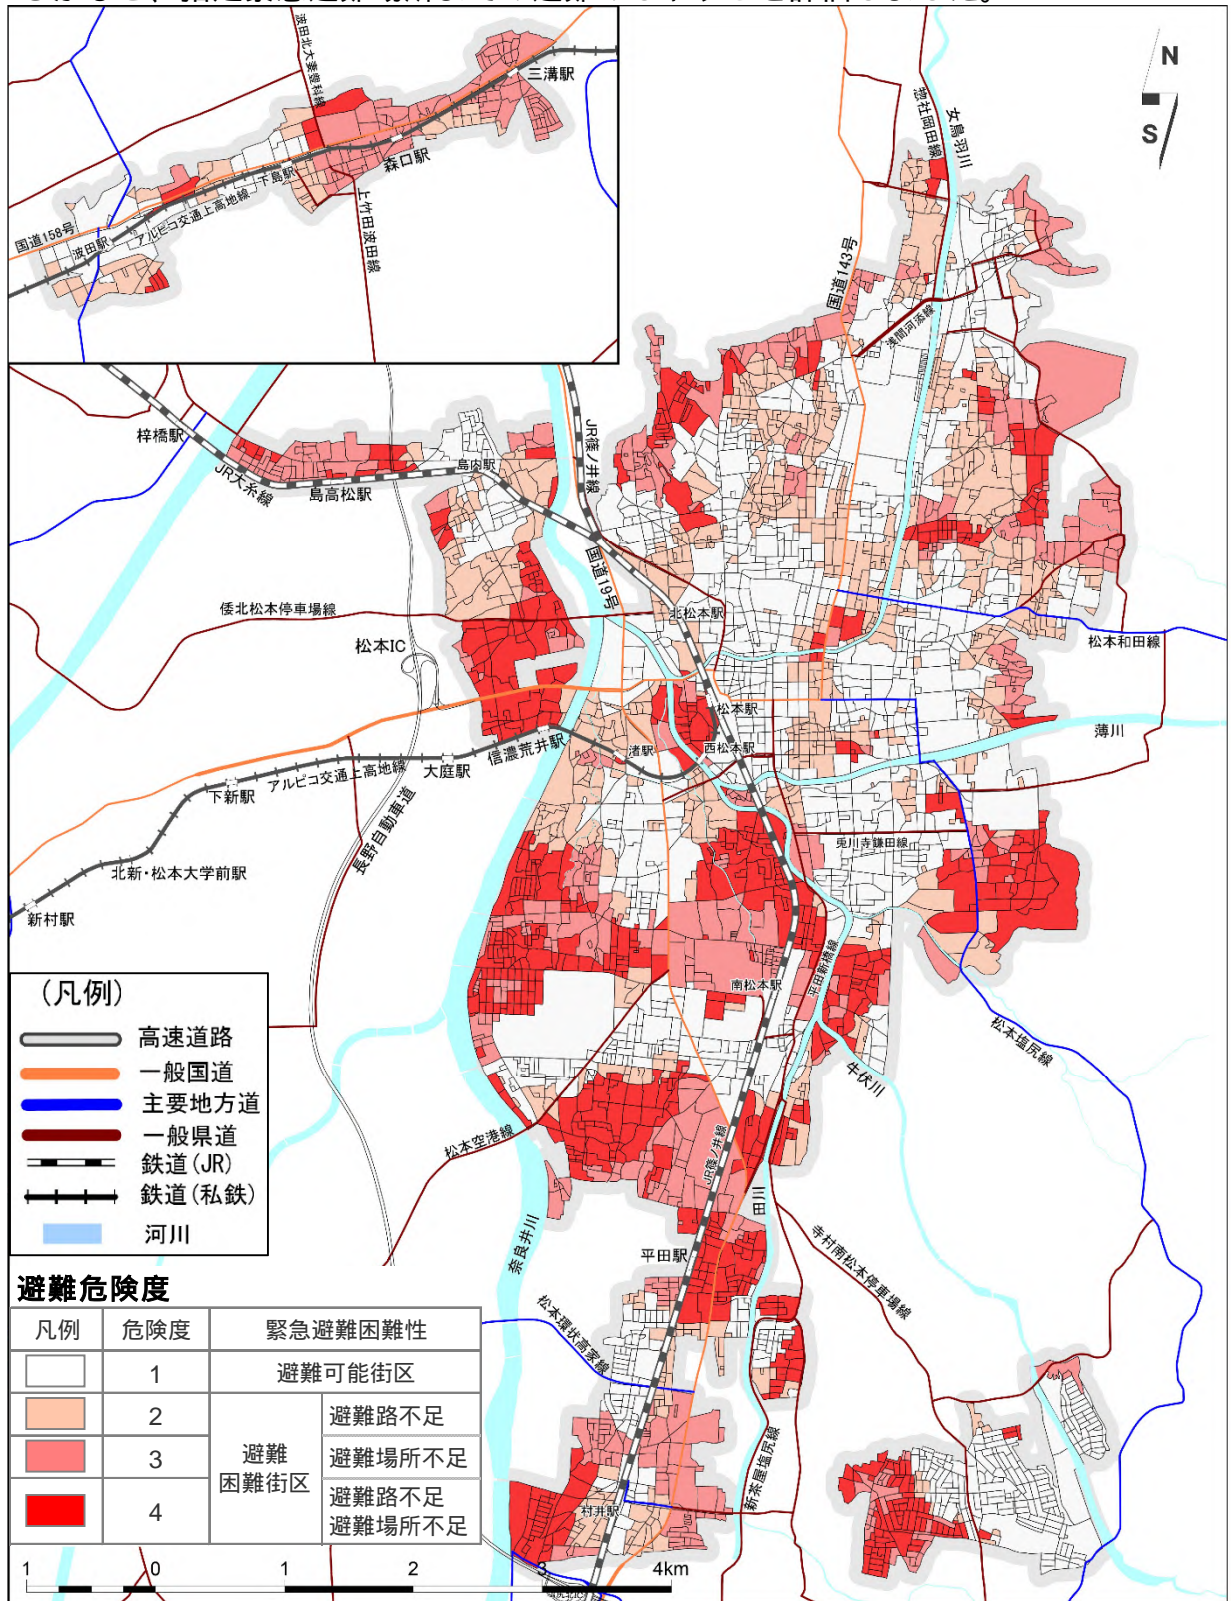 三溝駅
波田北大妻豊科線
森口駅
下島駅
上竹田波田線
アルピコ交通上高地線
国道158号
波田駅
N
S
女鳥羽川
惣社岡田線
国道143号
浅間河添線
JR篠ノ井線
梓橋駅
JR大糸線
島高松駅
島内駅
国道19号
北松本駅
倭北松本停車場線
松本IC
松本和田線
松本駅
西松本駅
渚駅
信濃荒井駅
大庭駅
アルピコ交通上高地線
下新駅
薄川
長野自動車道
北新・松本大学前駅
新村駅
兎川寺鎌田線
平田新橋線
南松本駅
松本塩尻線
牛伏川
松本空港線
JR篠ノ井線
田川
奈良井川
平田駅
寺村南松本停車場線
松本環状高家線
新茶屋塩尻線
村井駅
(凡例)
高速道路
一般国道
主要地方道
一般県道
鉄道(JR)
鉄道(私鉄)
河川
避難危険度
凡例 危険度 緊急避難困難性
1 避難可能街区
2 避難路不足
3 避難場所不足
避難
困難街区
4 避難路不足
避難場所不足
1 0 1 2 3 4km